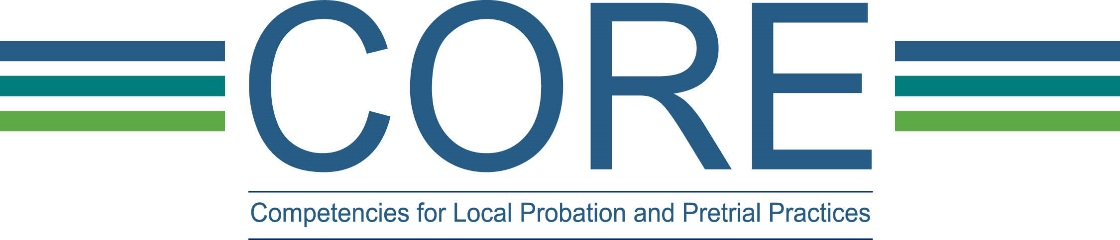 CORE
Competencies for Local Probation and Pretrial Practices